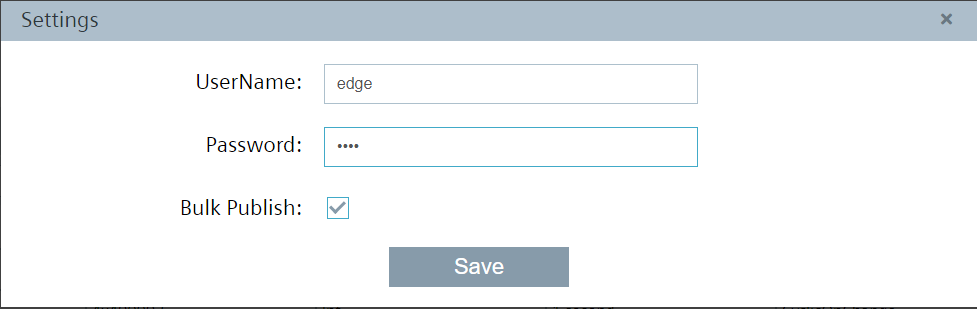 Settings
UserName: edge
Password: ••••
Bulk Publish:
Save